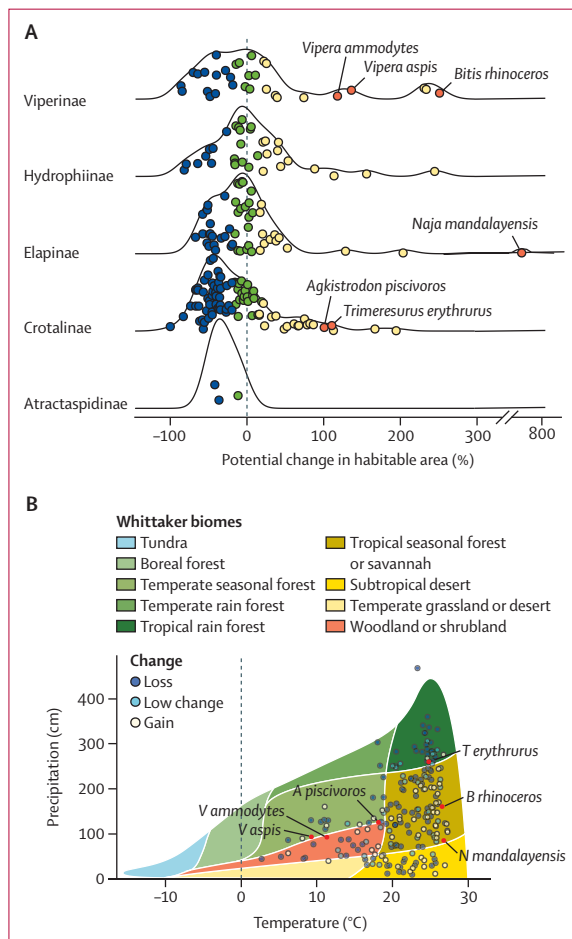 A
Vipera ammodytes
Vipera aspis
Bitis rhinoceros
Viperinae
Hydrophiinae
Naja mandalayensis
Elapinae
Agkistrodon piscivoros
Trimeresurus erythrurus
Crotalinae
Atractaspidinae
–100 0 100 200 300 800
Potential change in habitable area (%)
B
Whittaker biomes
Tundra
Boreal forest
Temperate seasonal forest
Temperate rain forest
Tropical rain forest
Tropical seasonal forest
or savannah
Subtropical desert
Temperate grassland or desert
Woodland or shrubland
Change
Loss
Low change
Gain
400
300
200
100
0
Precipitation (cm)
T erythrurus
A piscivoros
B rhinoceros
V ammodytes
V aspis
N mandalayensis
–10 0 10 20 30
Temperature (°C)